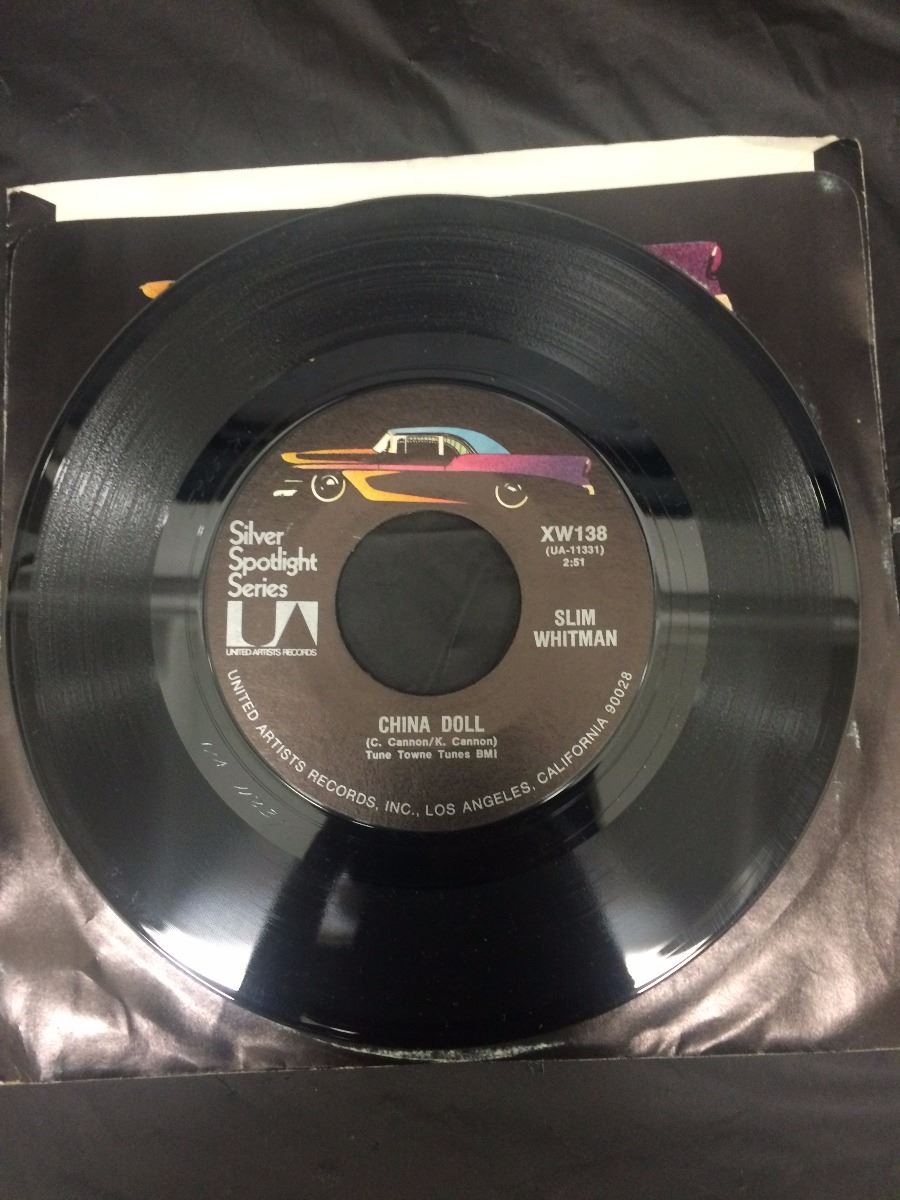 Silver
Spotlight
Series
UA
UNITED ARTISTS RECORDS
XW138
(UA-11331)
2:51
SLIM
WHITMAN
CHINA DOLL
(C. Cannon/K. Cannon)
Tune Towne Tunes BMI
UNITED ARTISTS RECORDS, INC., LOS ANGELES, CALIFORNIA 90028